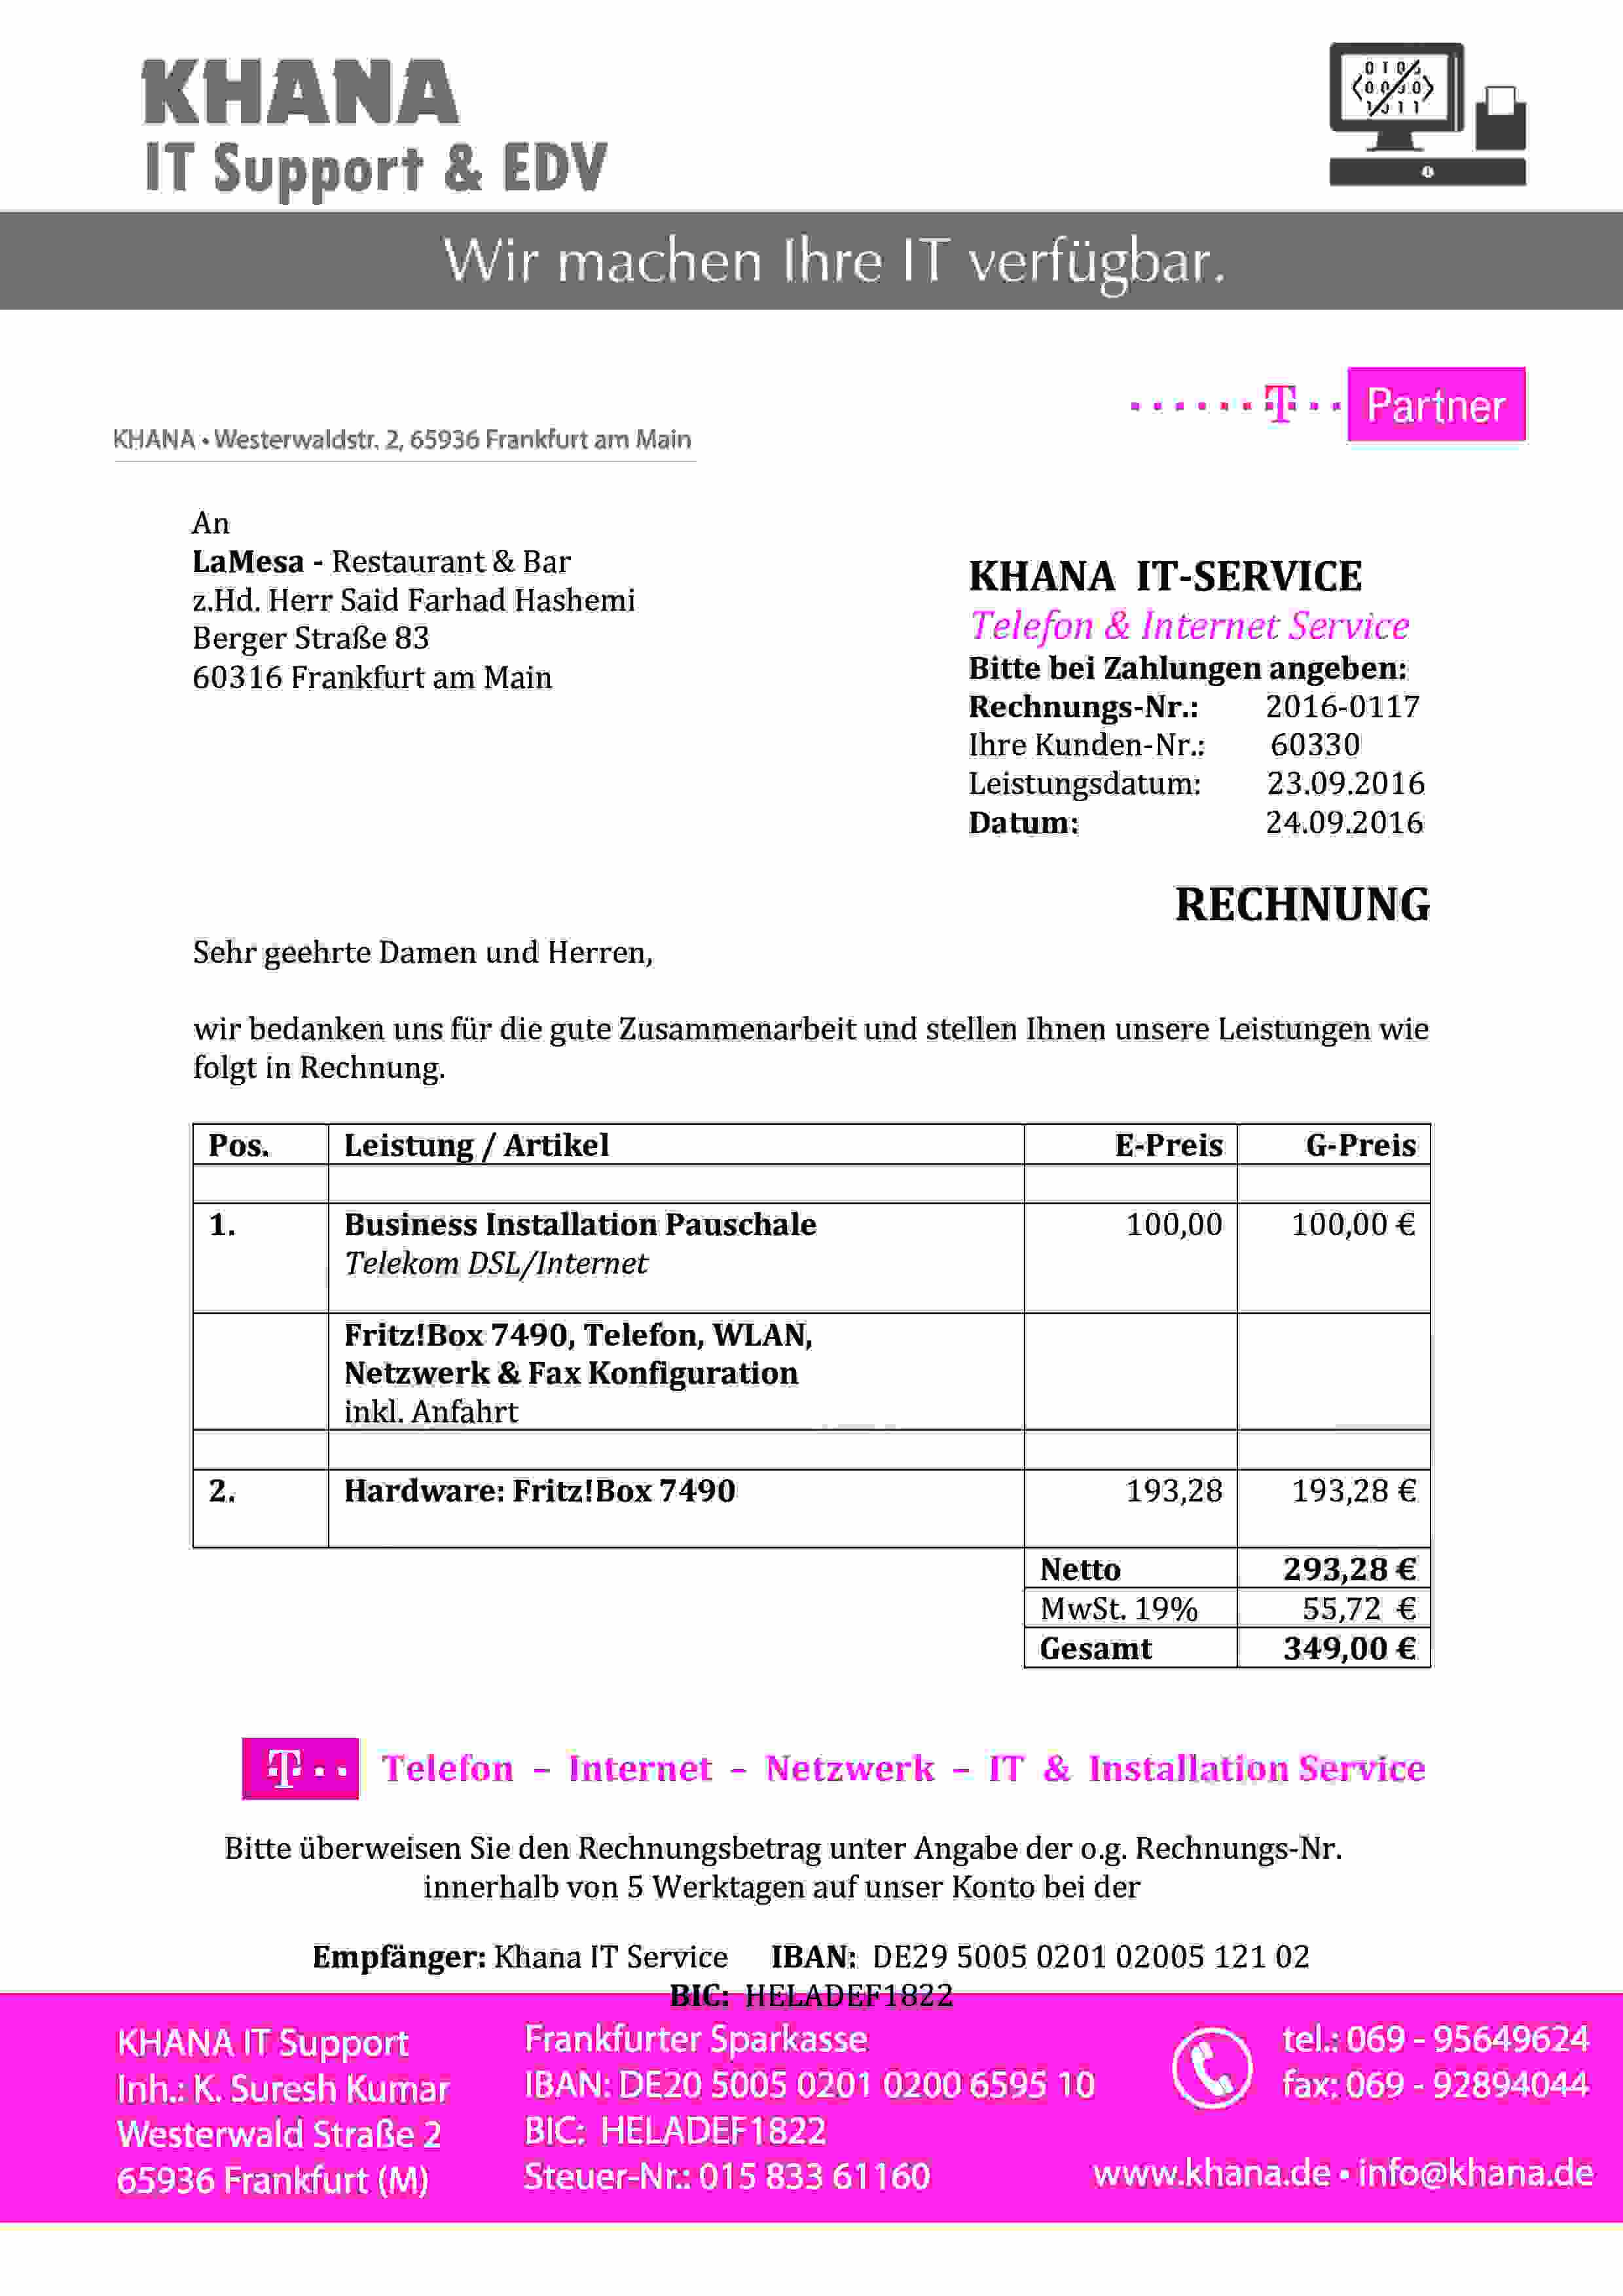 KHANA
IT Support & EDV
Wir machen Ihre IT verfügbar.
T Partner
KHANA • Westerwaldstr. 2, 65936 Frankfurt am Main
An
LaMesa - Restaurant & Bar
z.Hd. Herr Said Farhad Hashemi
Berger Straße 83
60316 Frankfurt am Main
KHANA IT-SERVICE
Telefon & Internet Service
Bitte bei Zahlungen angeben:
Rechnungs-Nr.: 2016-0117
Ihre Kunden-Nr.: 60330
Leistungsdatum: 23.09.2016
Datum: 24.09.2016
RECHNUNG
Sehr geehrte Damen und Herren,
wir bedanken uns für die gute Zusammenarbeit und stellen Ihnen unsere Leistungen wie
folgt in Rechnung.
Pos. Leistung / Artikel E-Preis G-Preis
1. Business Installation Pauschale 100,00 100,00 €
Telekom DSL/Internet
Fritz!Box 7490, Telefon, WLAN,
Netzwerk & Fax Konfiguration
inkl. Anfahrt
2. Hardware: Fritz!Box 7490 193,28 193,28 €
Netto 293,28 €
MwSt. 19% 55,72 €
Gesamt 349,00 €
T Telefon – Internet – Netzwerk – IT & Installation Service
Bitte überweisen Sie den Rechnungsbetrag unter Angabe der o.g. Rechnungs-Nr.
innerhalb von 5 Werktagen auf unser Konto bei der
Empfänger: Khana IT Service IBAN: DE29 5005 0201 02005 121 02
BIC: HELADEF1822
KHANA IT Support
Inh.: K. Suresh Kumar
Westerwald Straße 2
65936 Frankfurt (M)
Frankfurter Sparkasse
IBAN: DE20 5005 0201 0200 6595 10
BIC: HELADEF1822
Steuer-Nr.: 015 833 61160
tel.: 069 - 95649624
fax: 069 - 92894044
www.khana.de • info@khana.de